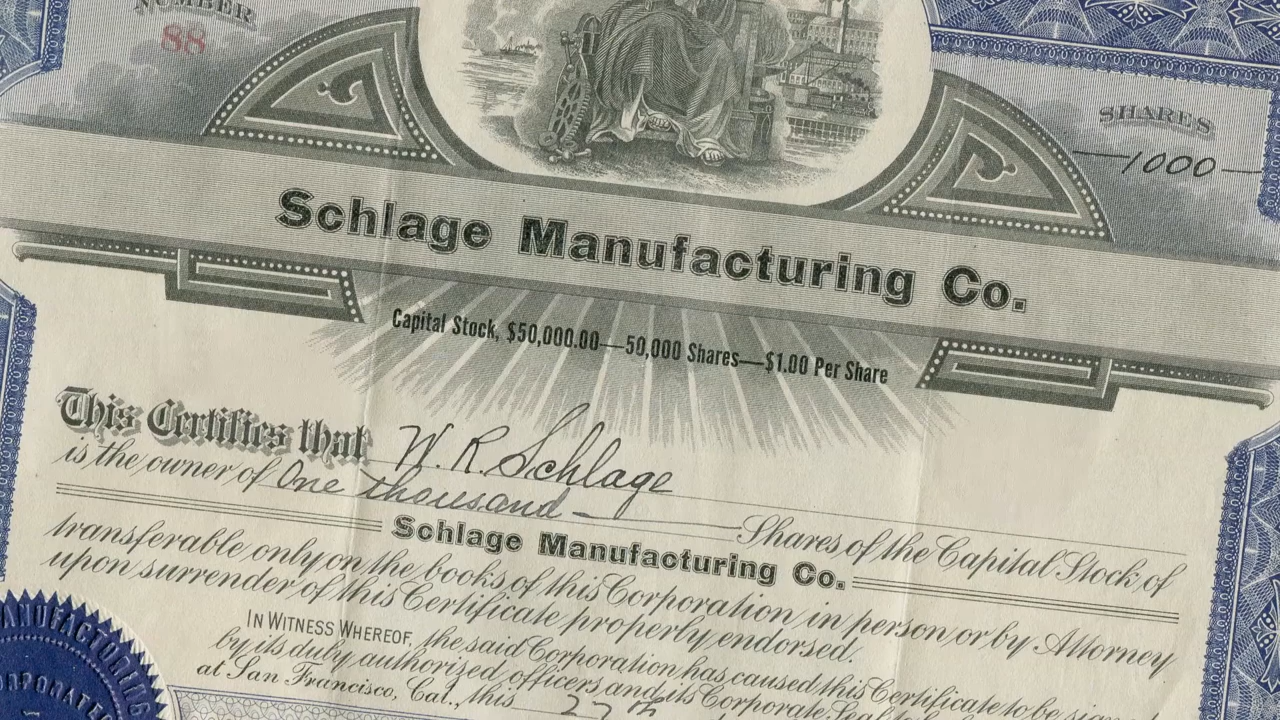 NUMBER
88
SHARES
—1000—
Schlage Manufacturing Co.
Capital Stock, $50,000.00—50,000 Shares—$1.00 Per Share
This Certifies that W. R. Schlage
is the owner of One thousand
Shares of the Capital Stock of
Schlage Manufacturing Co.
transferable only on the books of this Corporation in person or by Attorney
upon surrender of this Certificate properly endorsed.
IN WITNESS WHEREOF, the said Corporation has caused this Certificate to be
by its duly authorized officers and its Corporate Seal to
at San Francisco, Cal., this 27th
MANUFACTURING